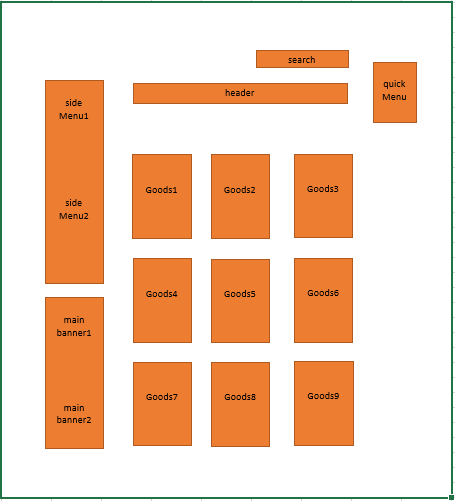 search
header
quick
Menu
side
Menu1
side
Menu2
Goods1
Goods2
Goods3
Goods4
Goods5
Goods6
main
banner1
main
banner2
Goods7
Goods8
Goods9